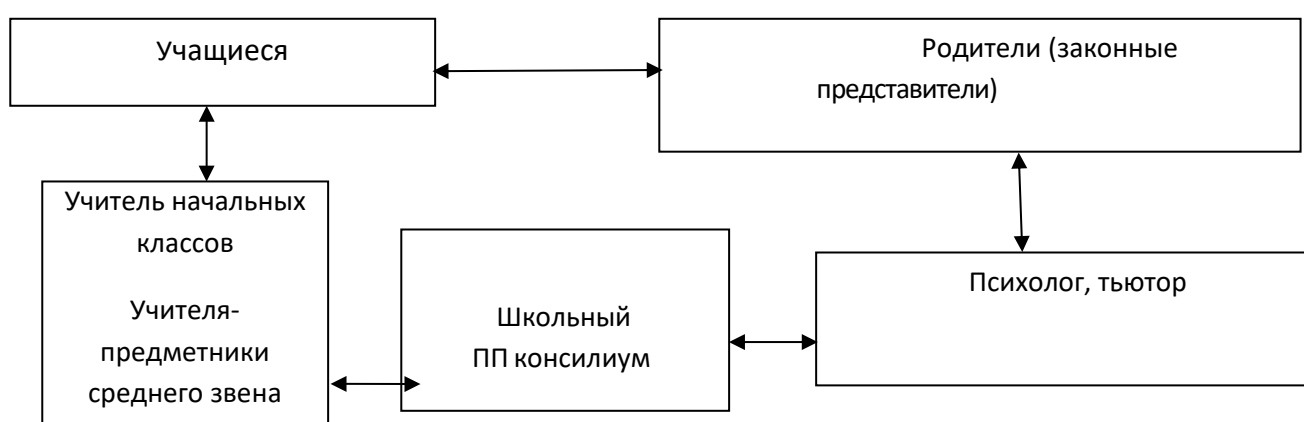 Учащиеся
Родители (законные
представители)
Учитель начальных
классов
Учителя-
предметники
среднего звена
Школьный
ПП консилиум
Психолог, тьютор